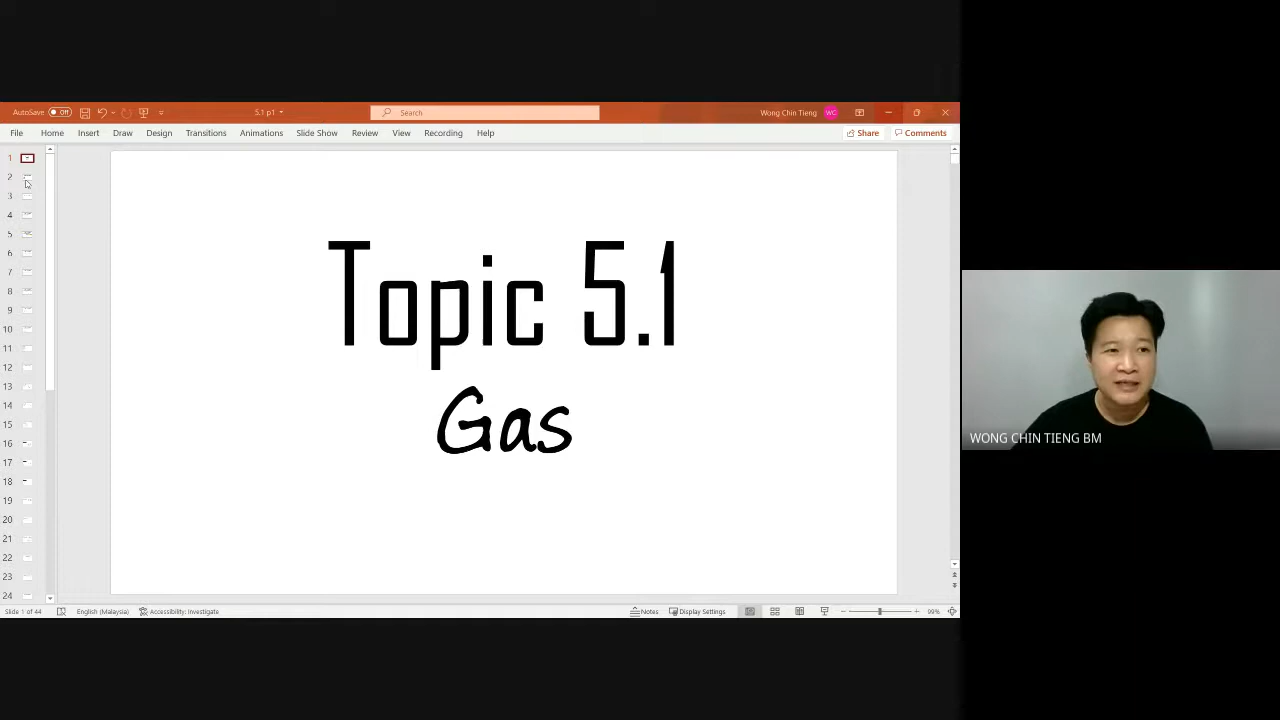 AutoSave Off
5.1 p1
Search
Wong Chin Tieng WC
File Home Insert Draw Design Transitions Animations Slide Show Review View Recording Help
Share Comments
1
2
3
4
5
6
7
8
9
10
11
12
13
14
15
16
17
18
19
20
21
22
23
24
Topic 5.1
Gas
WONG CHIN TIENG BM
Slide 1 of 44 English (Malaysia) Accessibility: Investigate Notes Display Settings 99%